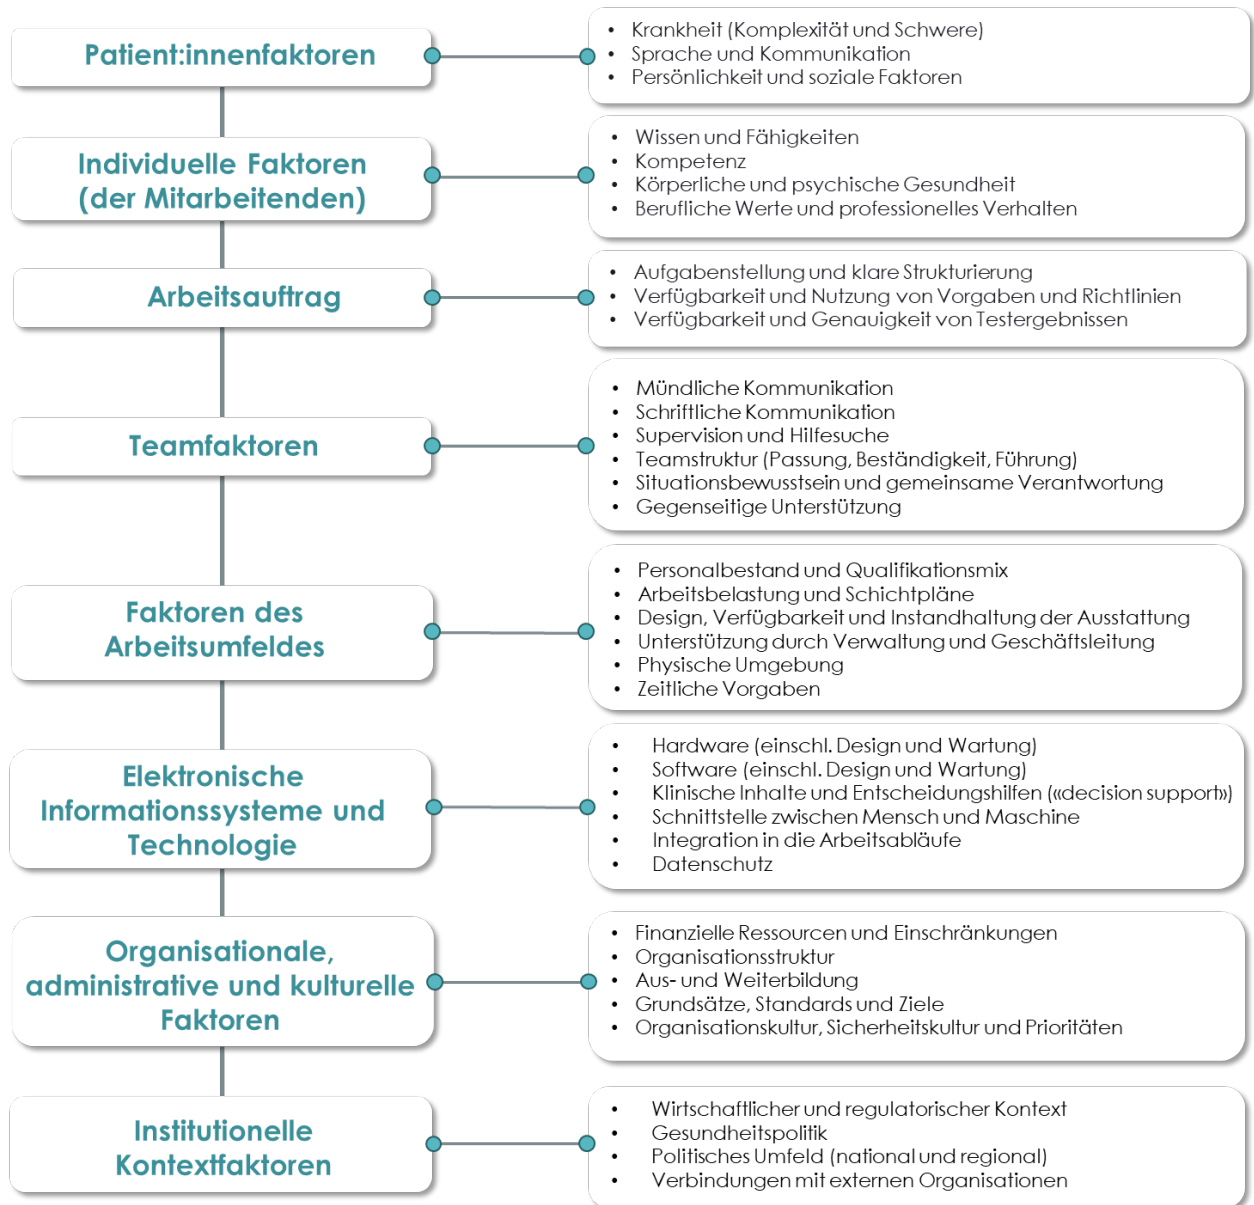 Patient:innenfaktoren
• Krankheit (Komplexität und Schwere)
• Sprache und Kommunikation
• Persönlichkeit und soziale Faktoren
Individuelle Faktoren
(der Mitarbeitenden)
• Wissen und Fähigkeiten
• Kompetenz
• Körperliche und psychische Gesundheit
• Berufliche Werte und professionelles Verhalten
Arbeitsauftrag
• Aufgabenstellung und klare Strukturierung
• Verfügbarkeit und Nutzung von Vorgaben und Richtlinien
• Verfügbarkeit und Genauigkeit von Testergebnissen
Teamfaktoren
• Mündliche Kommunikation
• Schriftliche Kommunikation
• Supervision und Hilfesuche
• Teamstruktur (Passung, Beständigkeit, Führung)
• Situationsbewusstsein und gemeinsame Verantwortung
• Gegenseitige Unterstützung
Faktoren des
Arbeitsumfeldes
• Personalbestand und Qualifikationsmix
• Arbeitsbelastung und Schichtpläne
• Design, Verfügbarkeit und Instandhaltung der Ausstattung
• Unterstützung durch Verwaltung und Geschäftsleitung
• Physische Umgebung
• Zeitliche Vorgaben
Elektronische
Informationssysteme und
Technologie
• Hardware (einschl. Design und Wartung)
• Software (einschl. Design und Wartung)
• Klinische Inhalte und Entscheidungshilfen («decision support»)
• Schnittstelle zwischen Mensch und Maschine
• Integration in die Arbeitsabläufe
• Datenschutz
Organisationale,
administrative und kulturelle
Faktoren
• Finanzielle Ressourcen und Einschränkungen
• Organisationsstruktur
• Aus- und Weiterbildung
• Grundsätze, Standards und Ziele
• Organisationskultur, Sicherheitskultur und Prioritäten
Institutionelle
Kontextfaktoren
• Wirtschaftlicher und regulatorischer Kontext
• Gesundheitspolitik
• Politisches Umfeld (national und regional)
• Verbindungen mit externen Organisationen